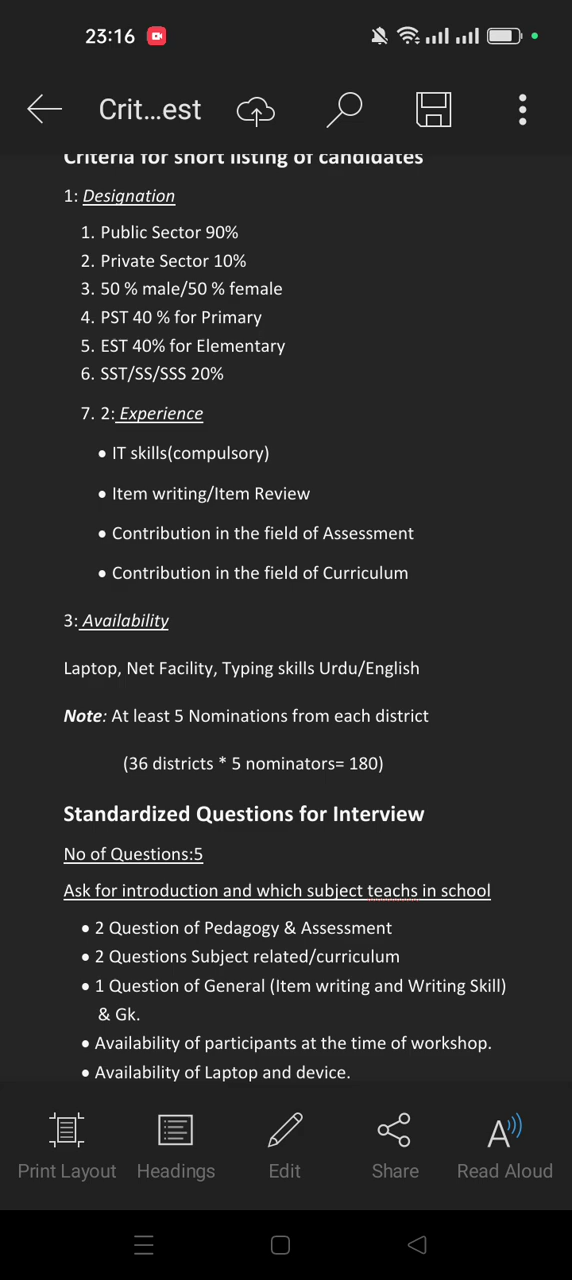 23:16
Crit...est
Criteria for short listing of candidates
1: Designation
1. Public Sector 90%
2. Private Sector 10%
3. 50 % male/50 % female
4. PST 40 % for Primary
5. EST 40% for Elementary
6. SST/SS/SSS 20%
7. 2: Experience
• IT skills(compulsory)
• Item writing/Item Review
• Contribution in the field of Assessment
• Contribution in the field of Curriculum
3: Availability
Laptop, Net Facility, Typing skills Urdu/English
Note: At least 5 Nominations from each district
(36 districts * 5 nominators= 180)
Standardized Questions for Interview
No of Questions:5
Ask for introduction and which subject teachs in school
• 2 Question of Pedagogy & Assessment
• 2 Questions Subject related/curriculum
• 1 Question of General (Item writing and Writing Skill)
& Gk.
• Availability of participants at the time of workshop.
• Availability of Laptop and device.
Print Layout Headings Edit Share Read Aloud